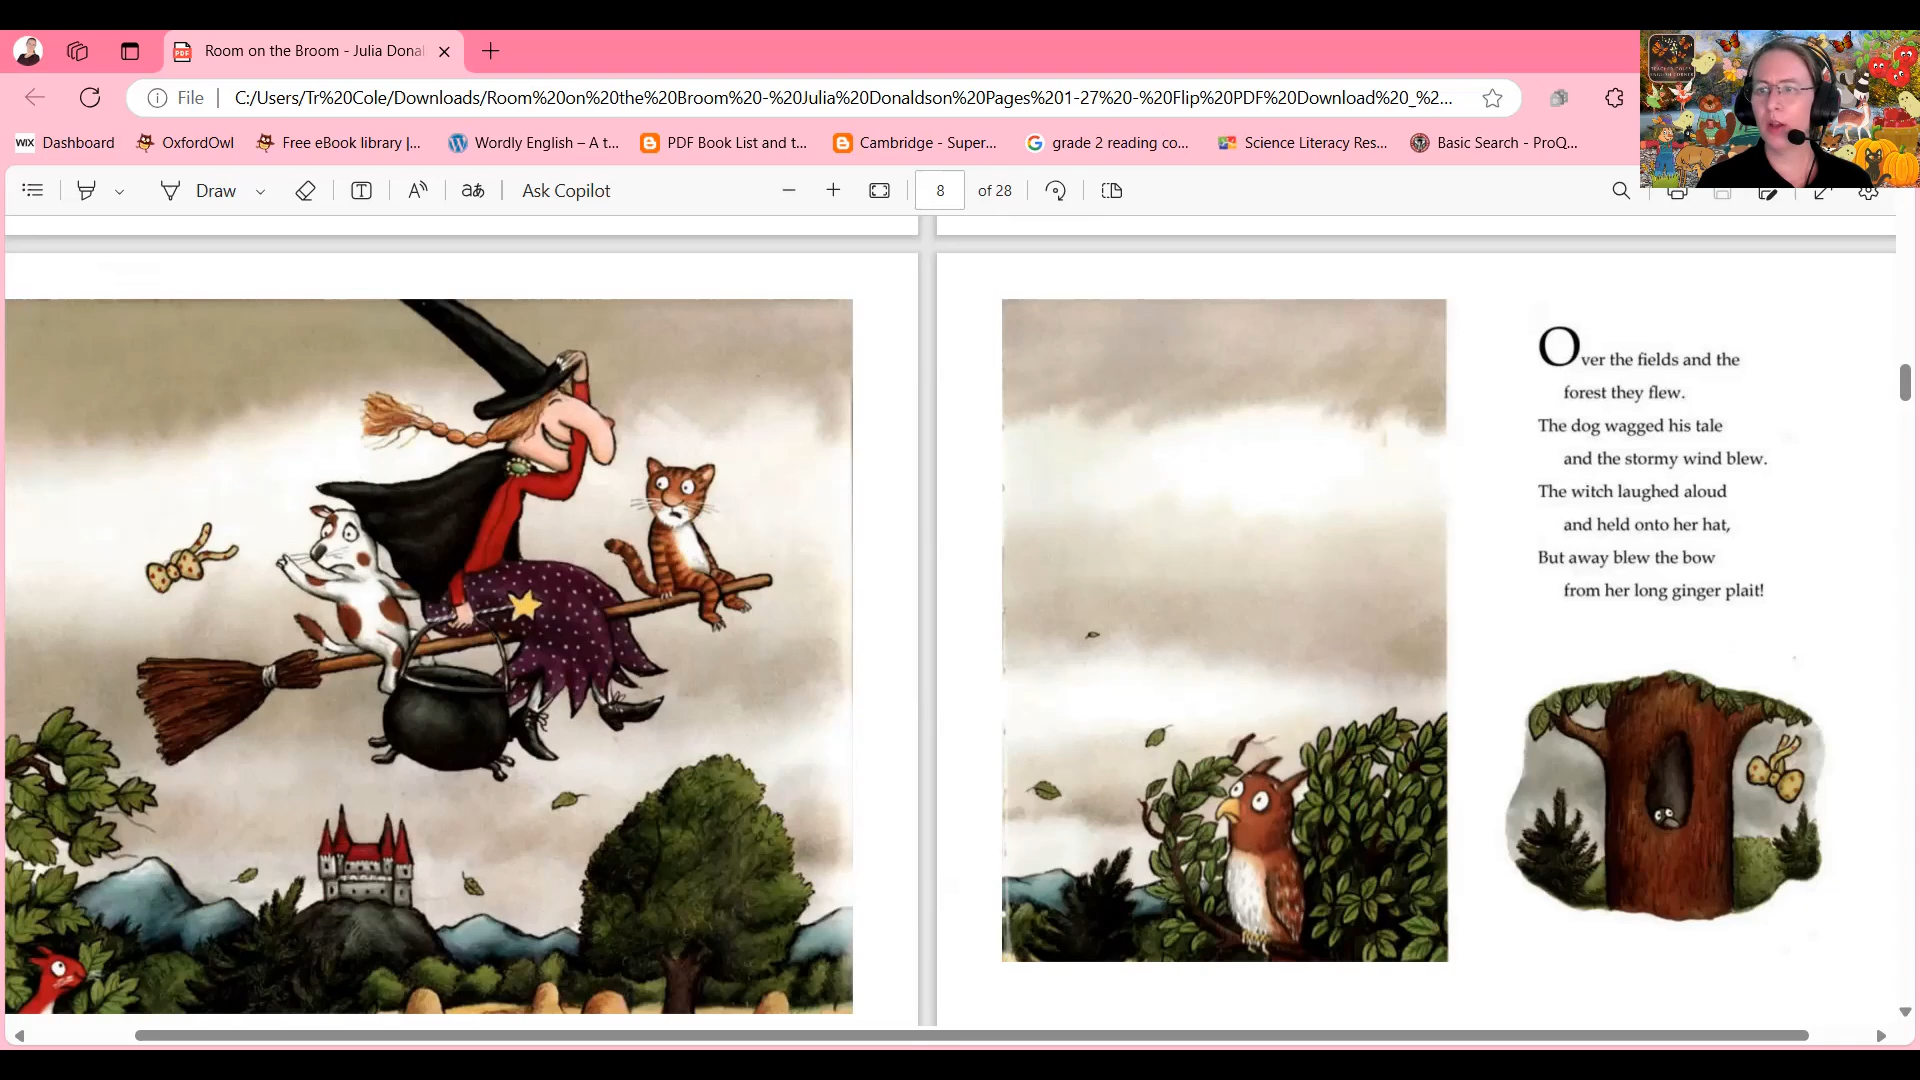 Room on the Broom - Julia Donal
File
C:/Users/Tr%20Cole/Downloads/Room%20on%20the%20Broom%20-%20Julia%20Donaldson%20Pages%201-27%20-%20Flip%20PDF%20Download%20_%2...
WIX Dashboard
OxfordOwl
Free eBook library |...
Wordly English – A t...
PDF Book List and t...
Cambridge - Super...
grade 2 reading co...
Science Literacy Res...
Basic Search - ProQ...
Draw
Ask Copilot
8 of 28
Over the fields and the
forest they flew.
The dog wagged his tale
and the stormy wind blew.
The witch laughed aloud
and held onto her hat,
But away blew the bow
from her long ginger plait!